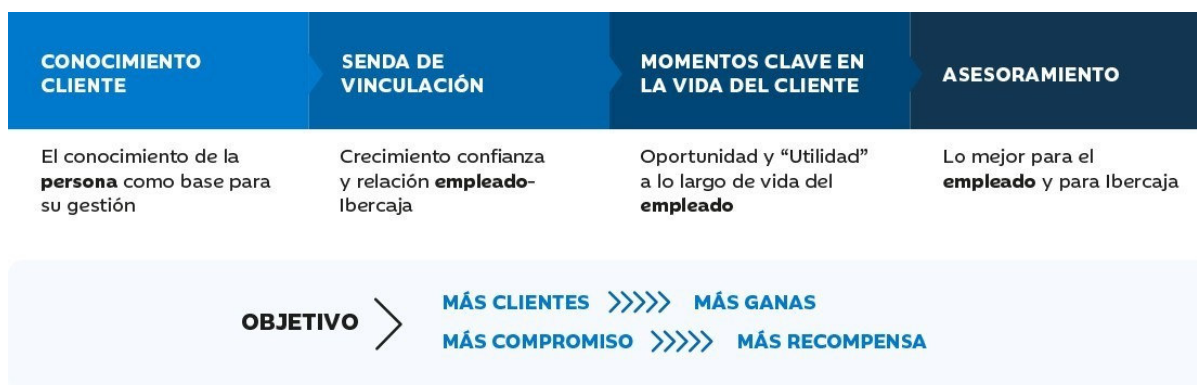 CONOCIMIENTO
CLIENTE
SENDA DE
VINCULACIÓN
MOMENTOS CLAVE EN
LA VIDA DEL CLIENTE
ASESORAMIENTO
El conocimiento de la
persona como base para
su gestión
Crecimiento confianza
y relación empleado-
Ibercaja
Oportunidad y “Utilidad”
a lo largo de vida del
empleado
Lo mejor para el
empleado y para Ibercaja
OBJETIVO
MÁS CLIENTES MÁS GANAS
MÁS COMPROMISO MÁS RECOMPENSA